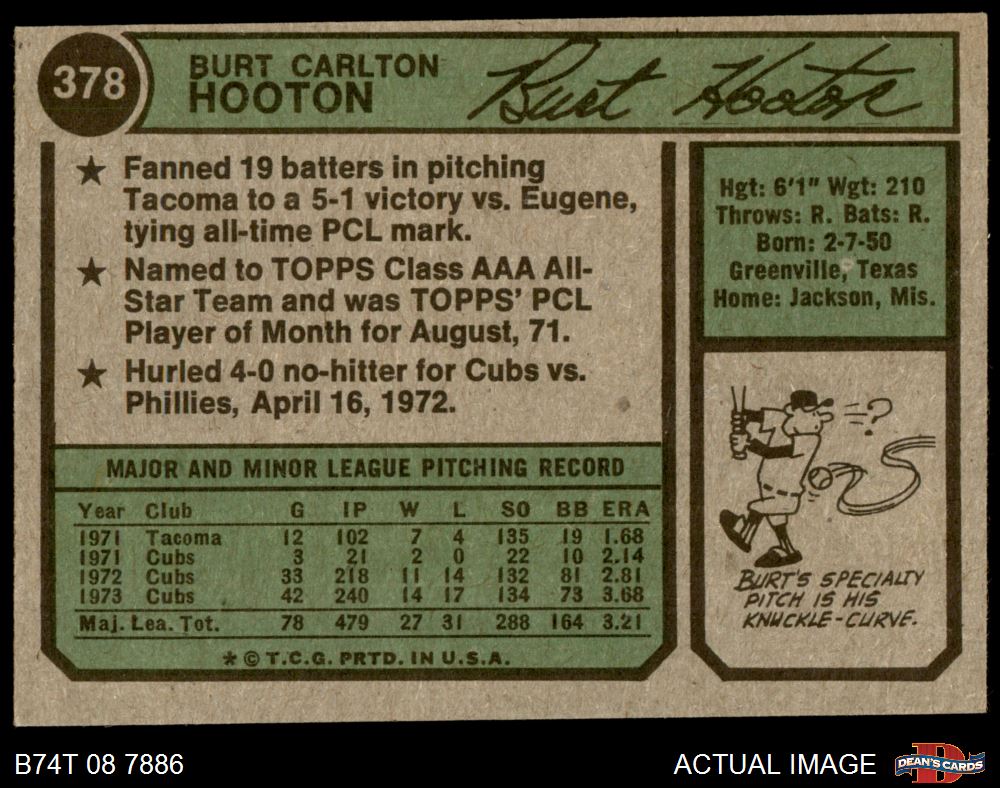 378
BURT CARLTON
HOOTON
Burt Hooton
★ Fanned 19 batters in pitching
Tacoma to a 5-1 victory vs. Eugene,
tying all-time PCL mark.
★ Named to TOPPS Class AAA All-
Star Team and was TOPPS' PCL
Player of Month for August, 71.
★ Hurled 4-0 no-hitter for Cubs vs.
Phillies, April 16, 1972.
Hgt: 6'1" Wgt: 210
Throws: R. Bats: R.
Born: 2-7-50
Greenville, Texas
Home: Jackson, Mis.
?
BURT'S SPECIALTY
PITCH IS HIS
KNUCKLE-CURVE.
MAJOR AND MINOR LEAGUE PITCHING RECORD
Year Club G IP W L SO BB ERA
1971 Tacoma 12 102 7 4 135 19 1.68
1971 Cubs 3 21 2 0 22 10 2.14
1972 Cubs 33 218 11 14 132 81 2.81
1973 Cubs 42 240 14 17 134 73 3.68
Maj. Lea. Tot. 78 479 27 31 288 164 3.21
* © T.C.G. PRTD. IN U.S.A.
B74T 08 7886
ACTUAL IMAGE
D
DEAN'S CARDS